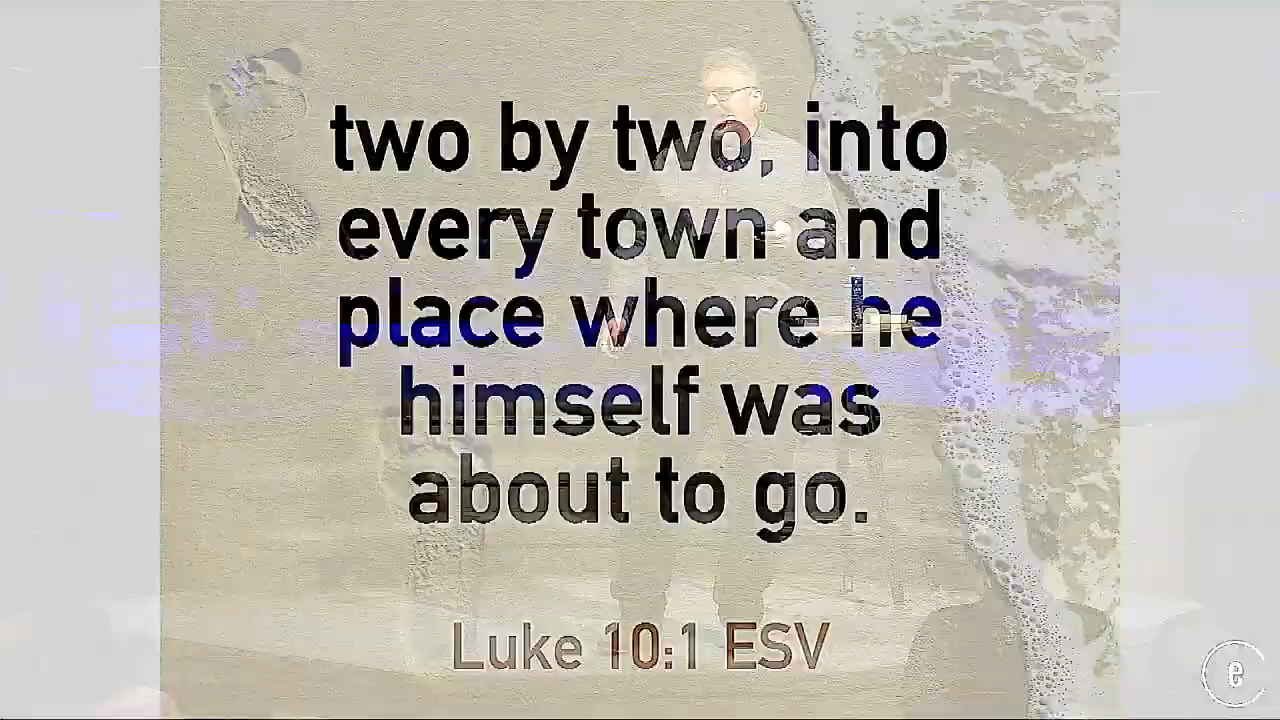 two by two, into
every town and
place where he
himself was
about to go.
Luke 10:1 ESV
e